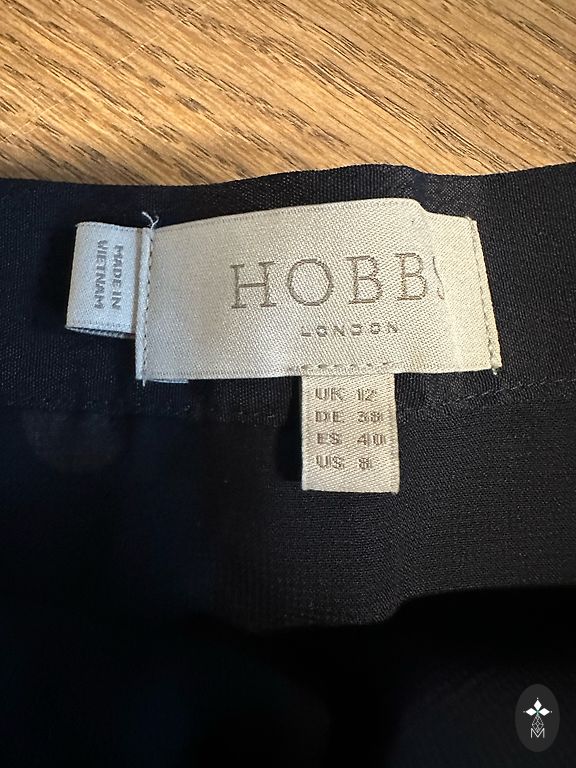 MADE IN
VIETNAM
HOBBS
LONDON
UK 12
DE 38
ES 40
US 8
M